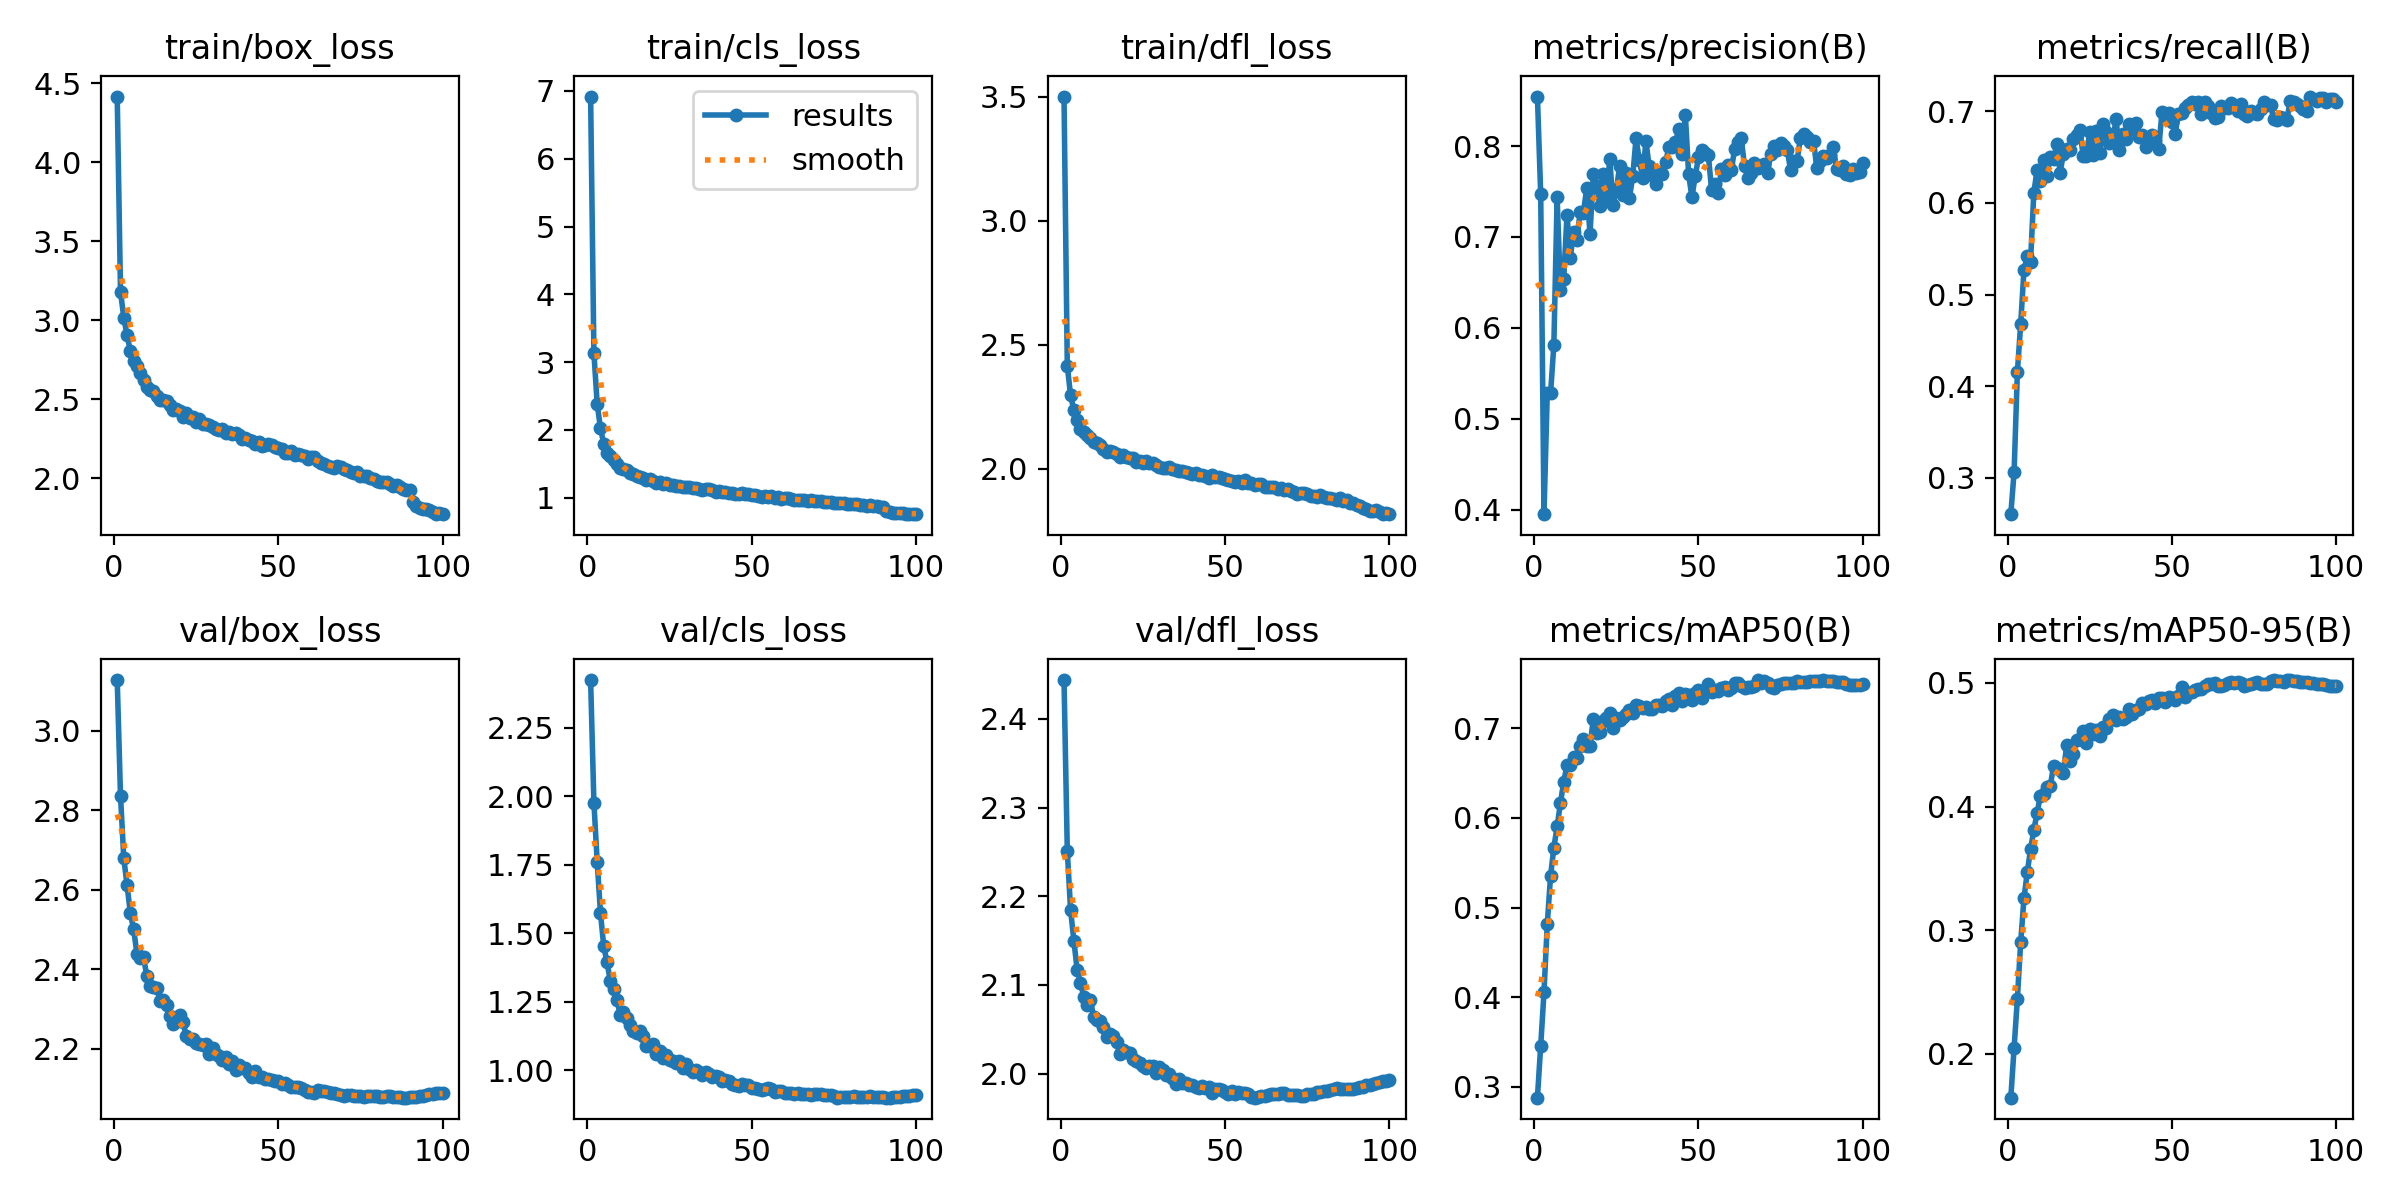 train/box_loss
4.5
4.0
3.5
3.0
2.5
2.0
0 50 100
train/cls_loss
results
smooth
7
6
5
4
3
2
1
0 50 100
train/dfl_loss
3.5
3.0
2.5
2.0
0 50 100
metrics/precision(B)
0.8
0.7
0.6
0.5
0.4
0 50 100
metrics/recall(B)
0.7
0.6
0.5
0.4
0.3
0 50 100
val/box_loss
3.0
2.8
2.6
2.4
2.2
0 50 100
val/cls_loss
2.25
2.00
1.75
1.50
1.25
1.00
0 50 100
val/dfl_loss
2.4
2.3
2.2
2.1
2.0
0 50 100
metrics/mAP50(B)
0.7
0.6
0.5
0.4
0.3
0 50 100
metrics/mAP50-95(B)
0.5
0.4
0.3
0.2
0 50 100